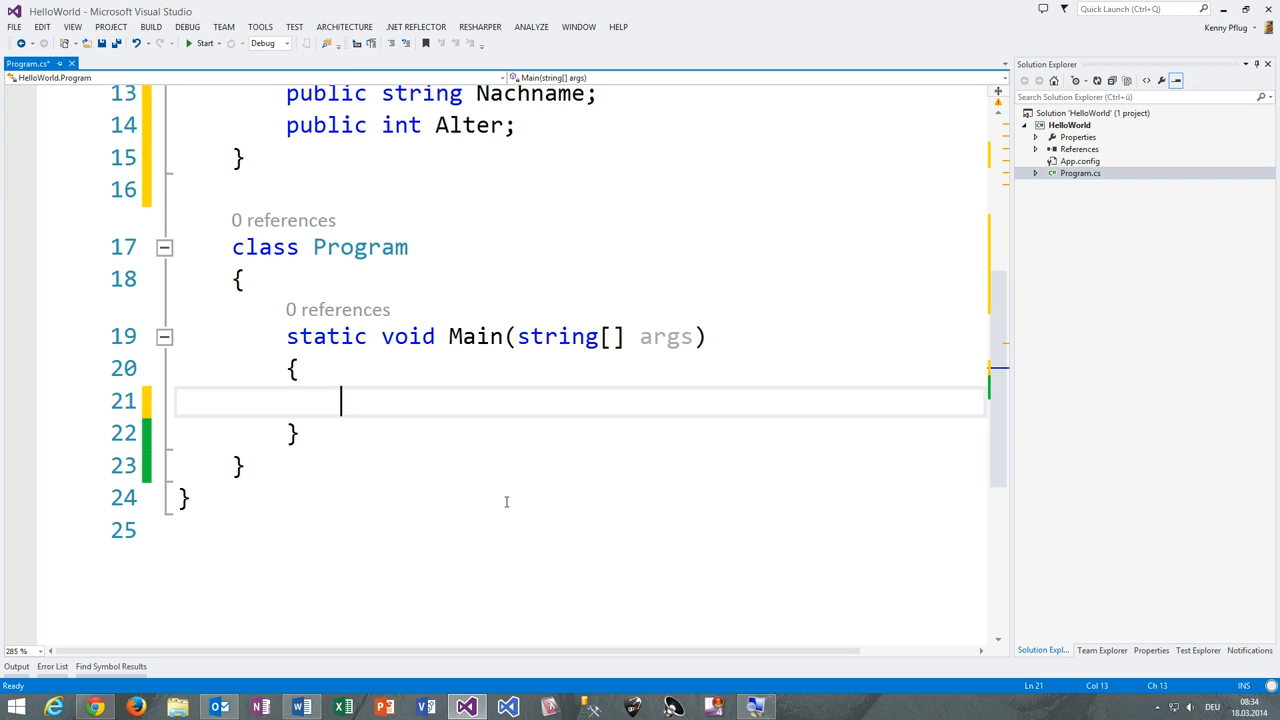 HelloWorld - Microsoft Visual Studio
Quick Launch (Ctrl+Q)
FILE EDIT VIEW PROJECT BUILD DEBUG TEAM TOOLS TEST ARCHITECTURE .NET REFLECTOR RESHARPER ANALYZE WINDOW HELP
Kenny Pflug
Start
Debug
Program.cs*
Solution Explorer
HelloWorld.Program
Main(string[] args)
Search Solution Explorer (Ctrl+ü)
Solution 'HelloWorld' (1 project)
HelloWorld
Properties
References
App.config
Program.cs
13 public string Nachname;
14 public int Alter;
15 }
16
0 references
17 class Program
18 {
0 references
19 static void Main(string[] args)
20 {
21
22 }
23 }
24 }
25
285 %
Solution Expl... Team Explorer Properties Test Explorer Notifications
Output Error List Find Symbol Results
Ready
Ln 21
Col 13
Ch 13
INS
DEU
08:34
18.03.2014